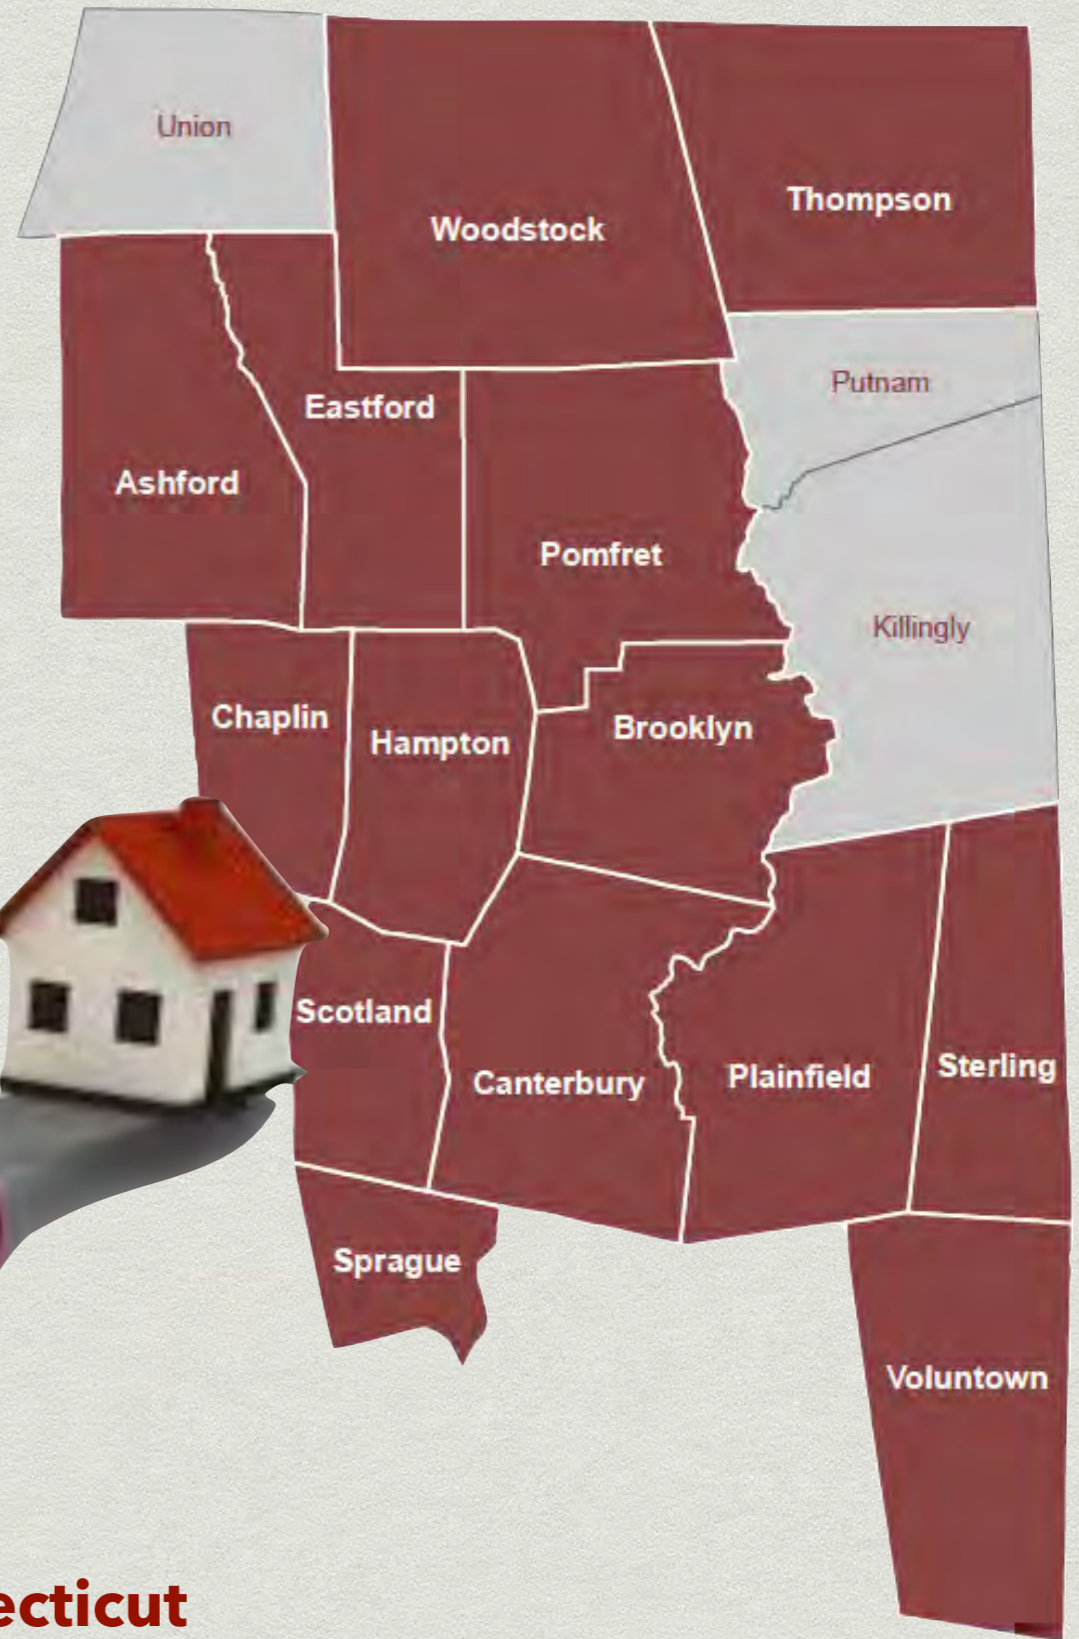 Union
Thompson
Woodstock
Putnam
Eastford
Ashford
Pomfret
Killingly
Chaplin
Brooklyn
Hampton
Scotland
Sterling
Plainfield
Canterbury
Sprague
Voluntown
ecticut